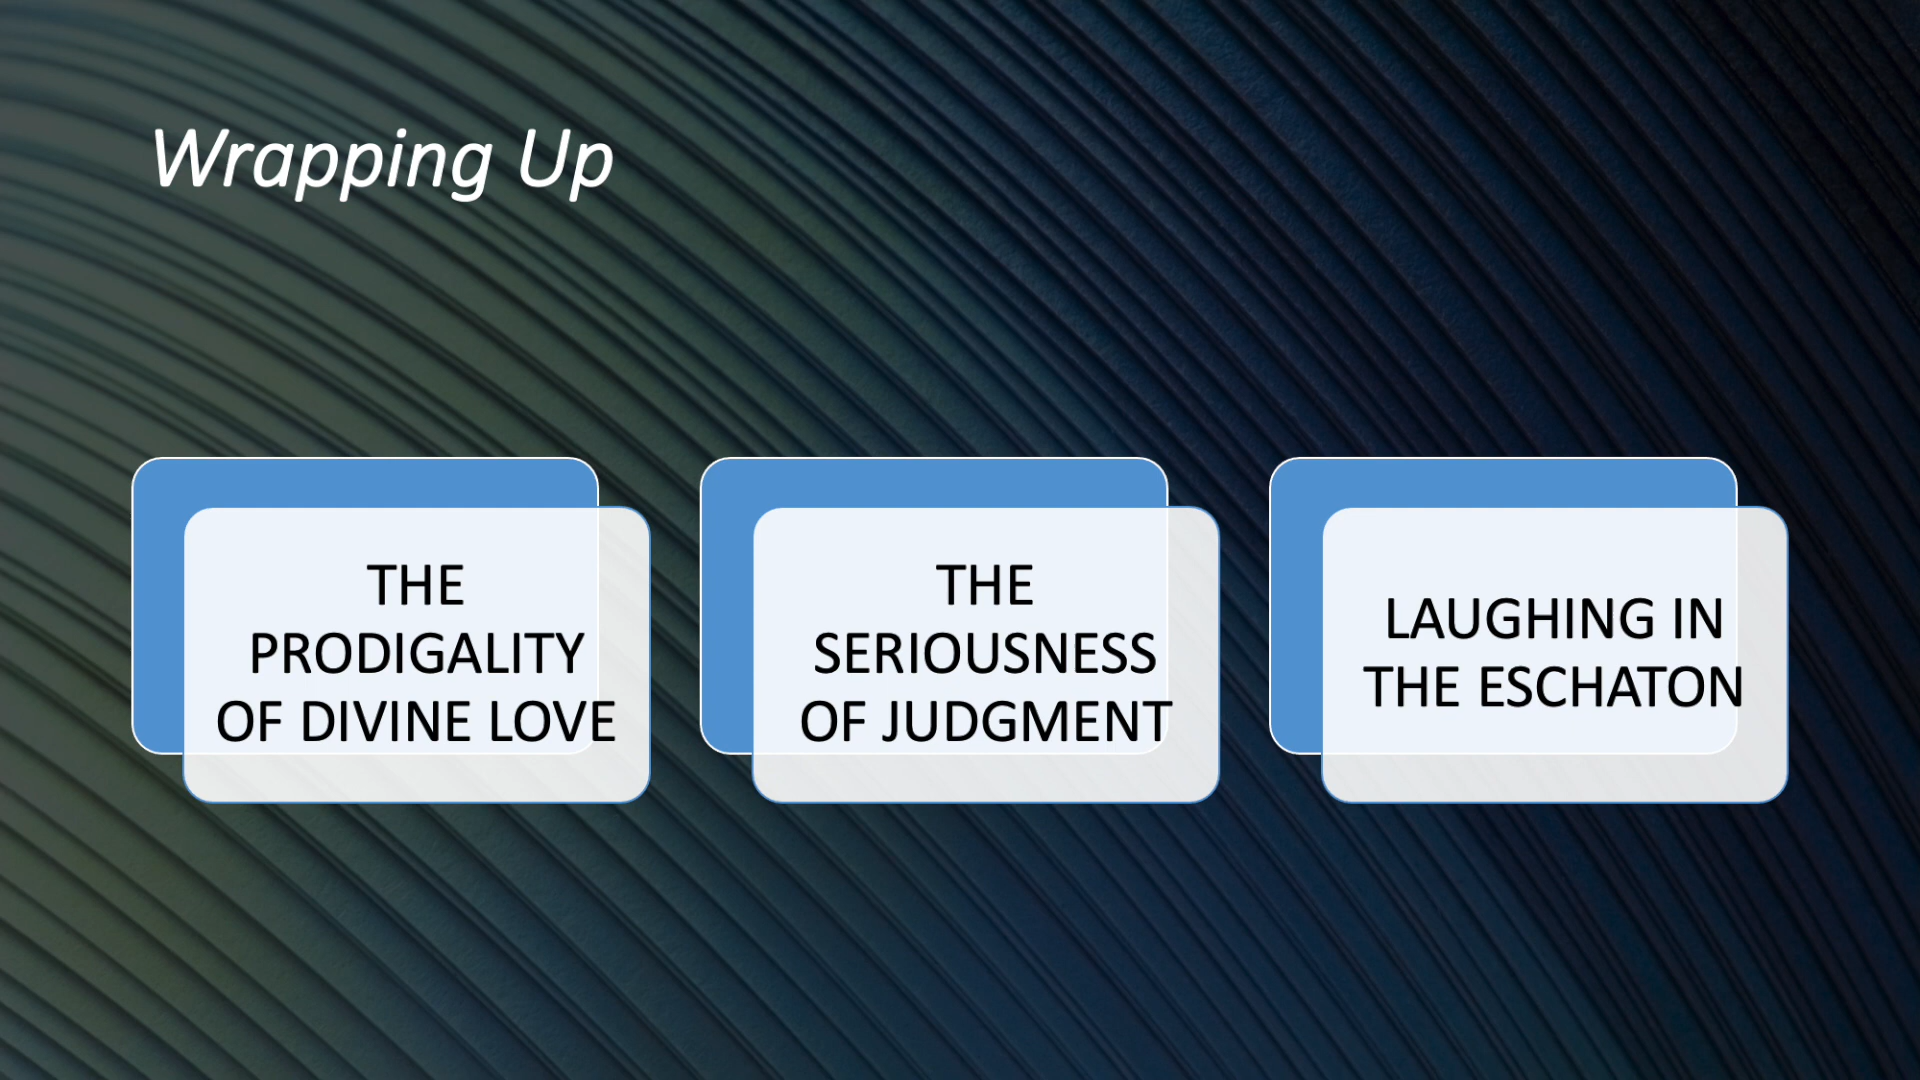 Wrapping Up
THE
PRODIGALITY
OF DIVINE LOVE
THE
SERIOUSNESS
OF JUDGMENT
LAUGHING IN
THE ESCHATON